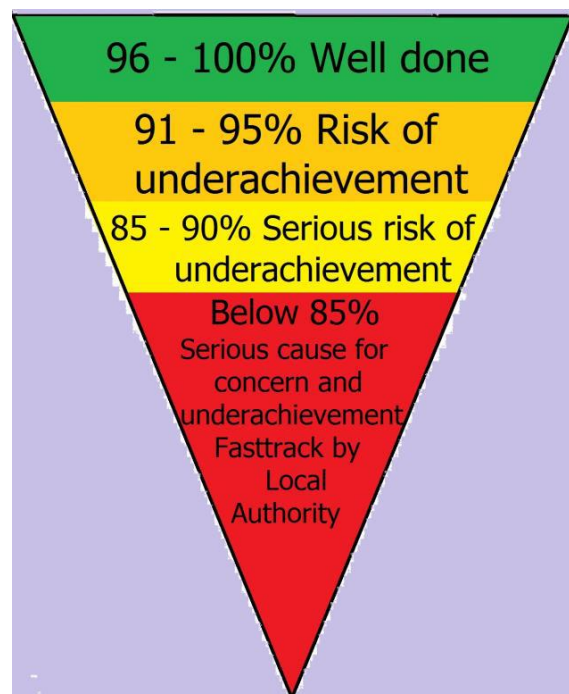 96 - 100% Well done
91 - 95% Risk of
underachievement
85 - 90% Serious risk of
underachievement
Below 85%
Serious cause for
concern and
underachievement
Fasttrack by
Local
Authority